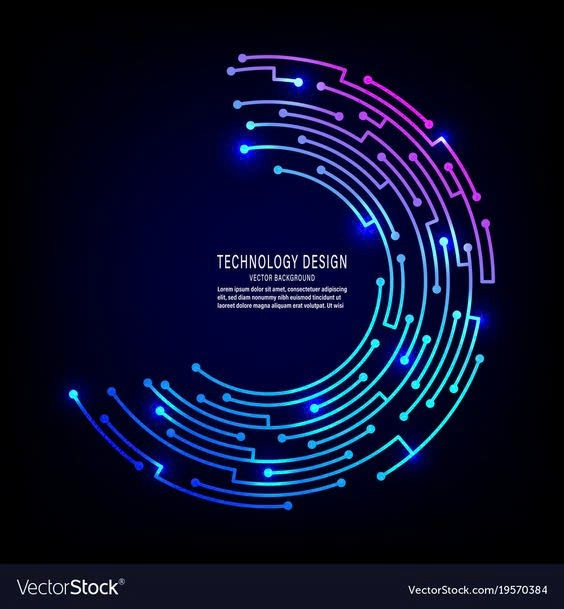 TECHNOLOGY DESIGN
VECTOR BACKGROUND
Lorem ipsum dolor sit amet, consectetuer adipiscing
elit, sed diam nonummy nibh euismod tincidunt ut
laoreet dolore magna aliquam erat volutpat. Ut wisi
VectorStock®
VectorStock.com/19570384